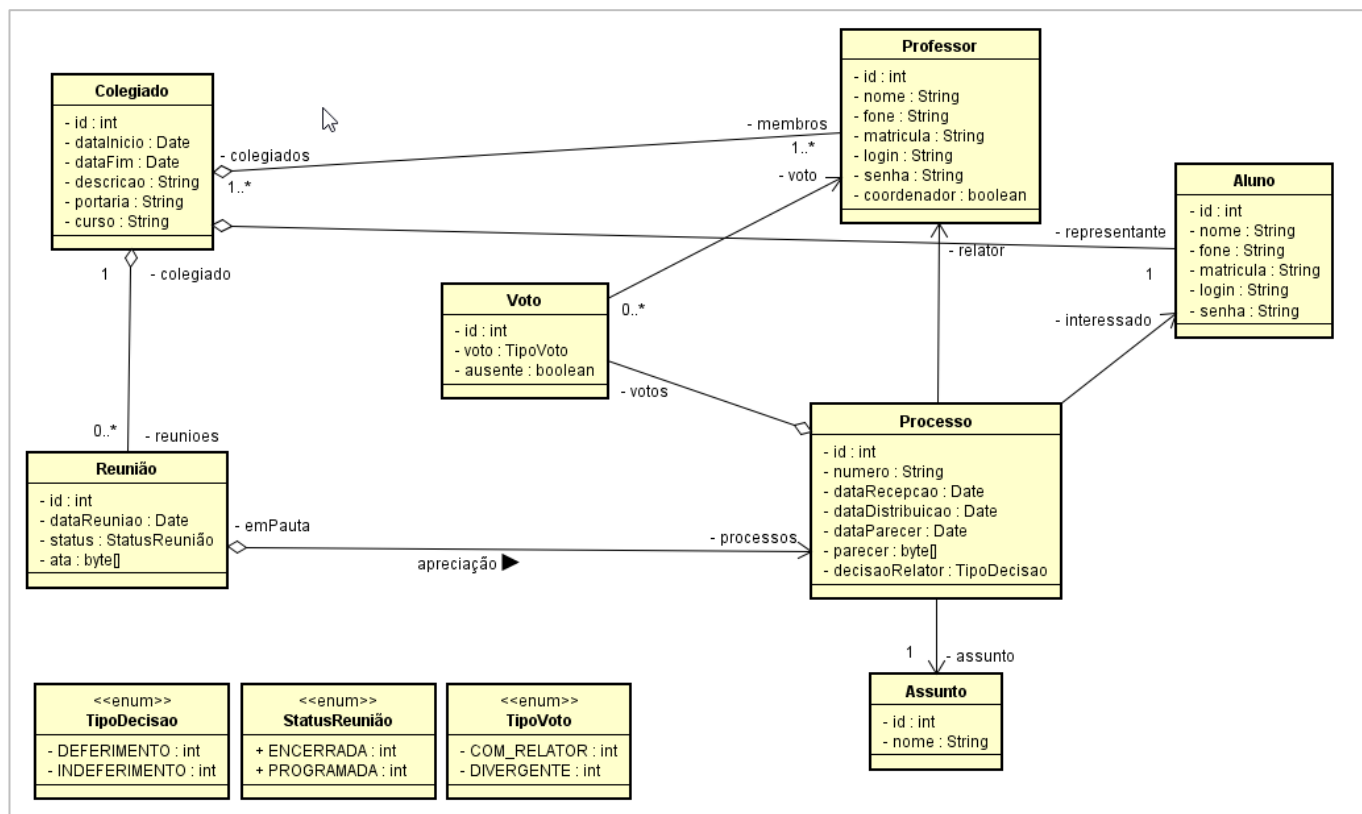 Colegiado
- id : int
- dataInicio : Date
- dataFim : Date
- descricao : String
- portaria : String
- curso : String
- colegiados
1..*
- membros
1..*
Professor
- id : int
- nome : String
- fone : String
- matricula : String
- login : String
- senha : String
- coordenador : boolean
- voto
- representante
1
Aluno
- id : int
- nome : String
- fone : String
- matricula : String
- login : String
- senha : String
1
- colegiado
- relator
- interessado
Voto
- id : int
- voto : TipoVoto
- ausente : boolean
0..*
- votos
0..*
- reunioes
Reunião
- id : int
- dataReuniao : Date
- status : StatusReunião
- ata : byte[]
- emPauta
apreciação
- processos
Processo
- id : int
- numero : String
- dataRecepcao : Date
- dataDistribuicao : Date
- dataParecer : Date
- parecer : byte[]
- decisaoRelator : TipoDecisao
1
- assunto
Assunto
- id : int
- nome : String
<<enum>>
TipoDecisao
- DEFERIMENTO : int
- INDEFERIMENTO : int
<<enum>>
StatusReunião
+ ENCERRADA : int
+ PROGRAMADA : int
<<enum>>
TipoVoto
- COM_RELATOR : int
- DIVERGENTE : int